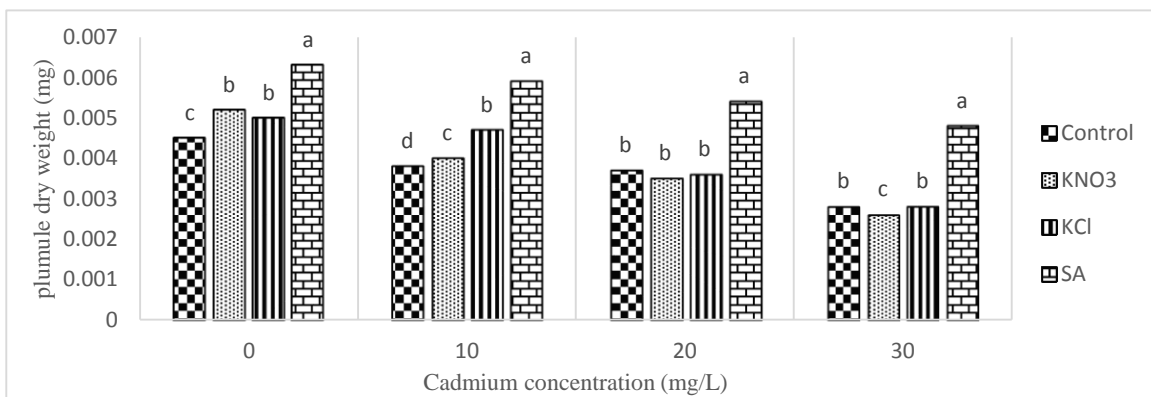 plumule dry weight (mg)
0.007
0.006
0.005
0.004
0.003
0.002
0.001
0
c b b a
d c b a
b b b a
b c b a
0 10 20 30
Cadmium concentration (mg/L)
Control
KNO3
KCl
SA